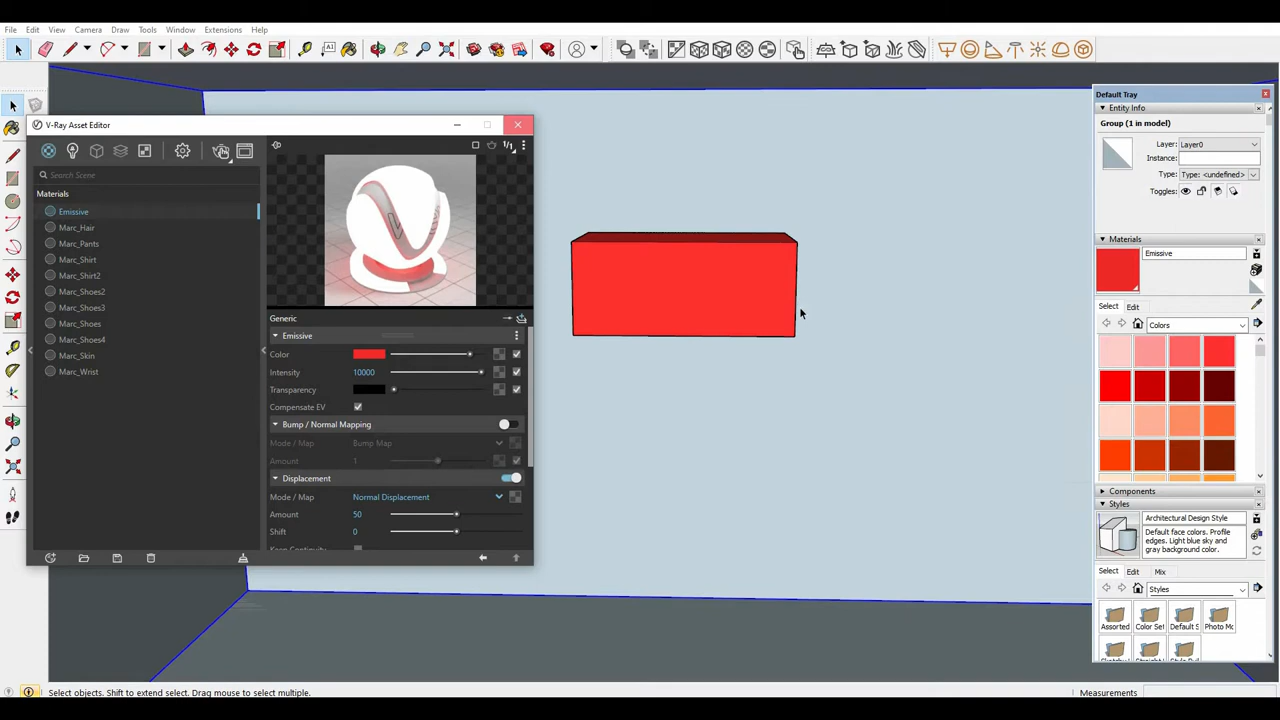 File Edit View Camera Draw Tools Window Extensions Help
V-Ray Asset Editor
1/1
Search Scene
Materials
Emissive
Marc_Hair
Marc_Pants
Marc_Shirt
Marc_Shirt2
Marc_Shoes2
Marc_Shoes3
Marc_Shoes
Marc_Shoes4
Marc_Skin
Marc_Wrist
Generic
Emissive
Color
Intensity 10000
Transparency
Compensate EV
Bump / Normal Mapping
Mode / Map Bump Map
Amount 1
Displacement
Mode / Map Normal Displacement
Amount 50
Shift 0
Keep Continuity
Default Tray
Entity Info
Group (1 in model)
Layer: Layer0
Instance:
Type: Type: <undefined>
Toggles:
Materials
Emissive
Select Edit
Colors
Components
Styles
Architectural Design Style
Default face colors. Profile
edges. Light blue sky and
gray background color.
Select Edit Mix
Styles
Assorted Color Set Default S Photo Mo
Select objects. Shift to extend select. Drag mouse to select multiple.
Measurements